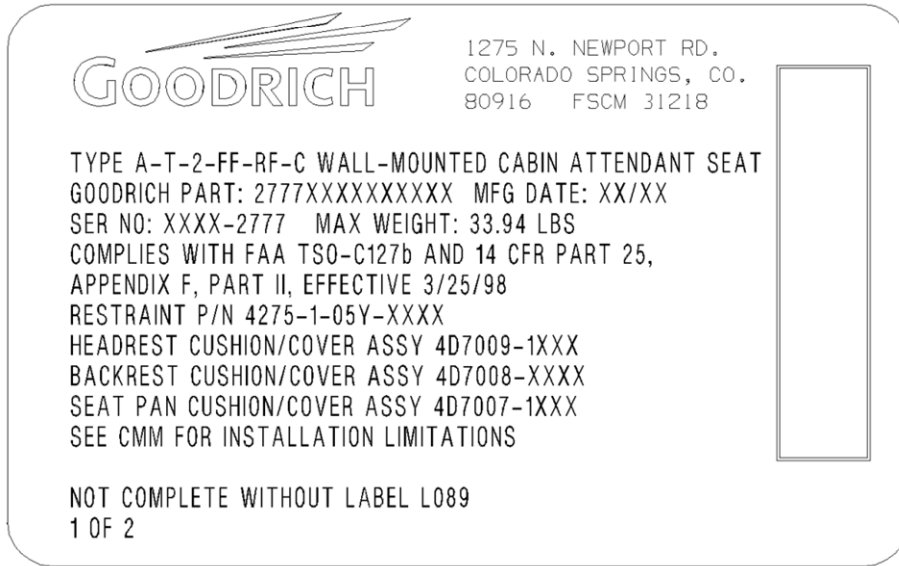 GOODRICH
1275 N. NEWPORT RD.
COLORADO SPRINGS, CO.
80916 FSCM 31218
TYPE A-T-2-FF-RF-C WALL-MOUNTED CABIN ATTENDANT SEAT
GOODRICH PART: 2777XXXXXXXXXX MFG DATE: XX/XX
SER NO: XXXX-2777 MAX WEIGHT: 33.94 LBS
COMPLIES WITH FAA TSO-C127b AND 14 CFR PART 25,
APPENDIX F, PART II, EFFECTIVE 3/25/98
RESTRAINT P/N 4275-1-05Y-XXXX
HEADREST CUSHION/COVER ASSY 4D7009-1XXX
BACKREST CUSHION/COVER ASSY 4D7008-XXXX
SEAT PAN CUSHION/COVER ASSY 4D7007-1XXX
SEE CMM FOR INSTALLATION LIMITATIONS
NOT COMPLETE WITHOUT LABEL L089
1 OF 2